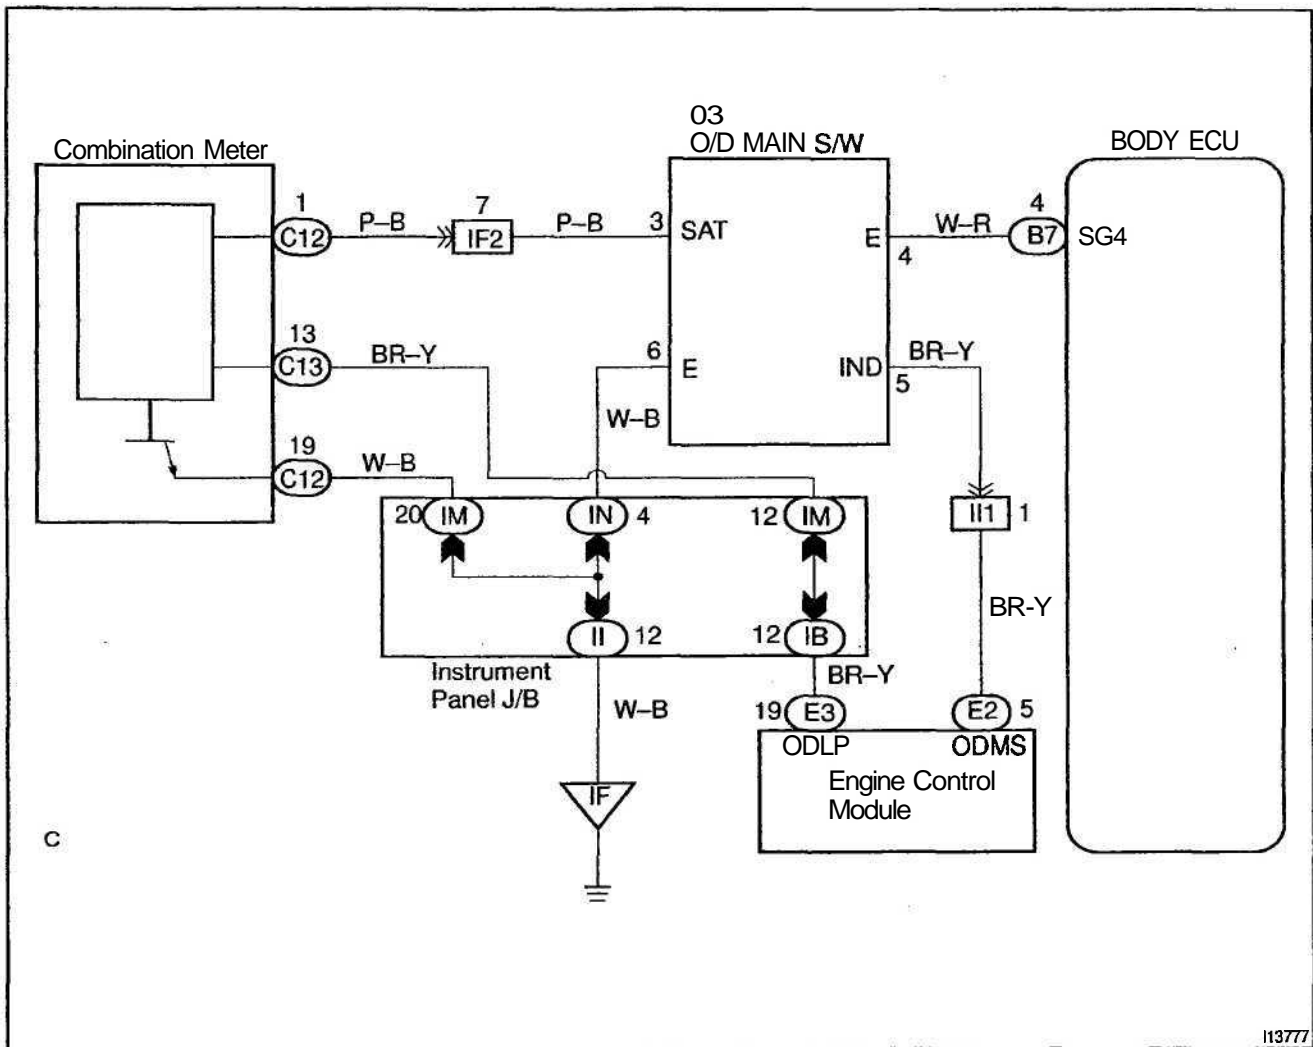 03
O/D MAIN S/W
BODY ECU
Combination Meter
1
C12
P–B
7
IF2
P–B
3
SAT
E
4
W–R
4
B7
SG4
13
C13
BR–Y
6
E
IND
5
BR–Y
W–B
19
C12
W–B
20
IM
IN
4
12
IM
II1
1
BR-Y
II
12
12
IB
Instrument
Panel J/B
BR–Y
W–B
19
E3
E2
5
ODLP
ODMS
Engine Control
Module
IF
C
I13777